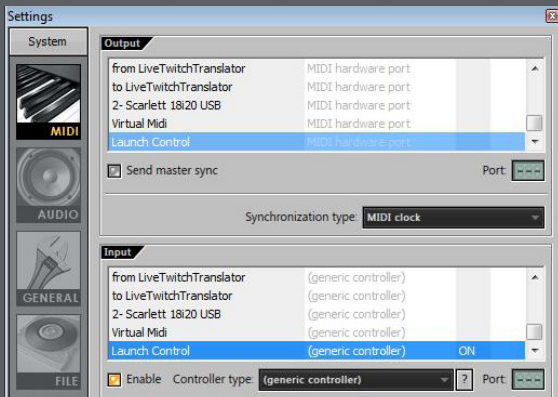 Settings
System
MIDI
AUDIO
GENERAL
FILE
Output
from LiveTwitchTranslator MIDI hardware port
to LiveTwitchTranslator MIDI hardware port
2- Scarlett 18i20 USB MIDI hardware port
Virtual Midi MIDI hardware port
Launch Control MIDI hardware port
Send master sync Port: ---
Synchronization type: MIDI clock
Input
from LiveTwitchTranslator (generic controller)
to LiveTwitchTranslator (generic controller)
2- Scarlett 18i20 USB (generic controller)
Virtual Midi (generic controller)
Launch Control (generic controller) ON
Enable Controller type: (generic controller) ? Port: ---